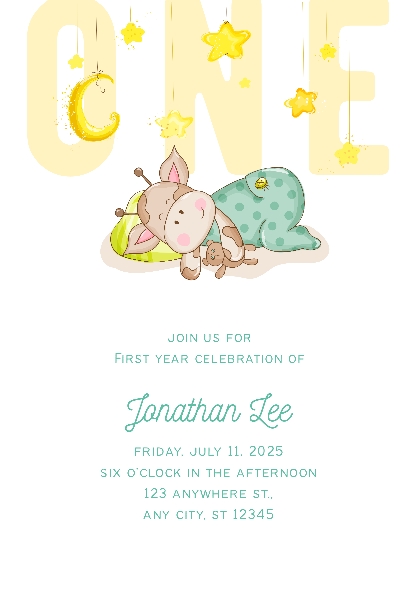 ONE
JOIN US FOR
FIRST YEAR CELEBRATION OF
Jonathan Lee
FRIDAY, JULY 11, 2025
SIX O'CLOCK IN THE AFTERNOON
123 ANYWHERE ST.,
ANY CITY, ST 12345